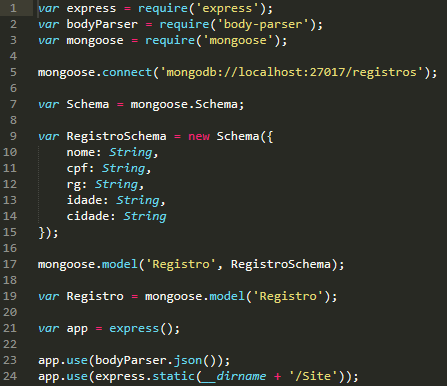 1 var express = require('express');
2 var bodyParser = require('body-parser');
3 var mongoose = require('mongoose');
4
5 mongoose.connect('mongodb://localhost:27017/registros');
6
7 var Schema = mongoose.Schema;
8
9 var RegistroSchema = new Schema({
10     nome: String,
11     cpf: String,
12     rg: String,
13     idade: String,
14     cidade: String
15 });
16
17 mongoose.model('Registro', RegistroSchema);
18
19 var Registro = mongoose.model('Registro');
20
21 var app = express();
22
23 app.use(bodyParser.json());
24 app.use(express.static(__dirname + '/Site'));